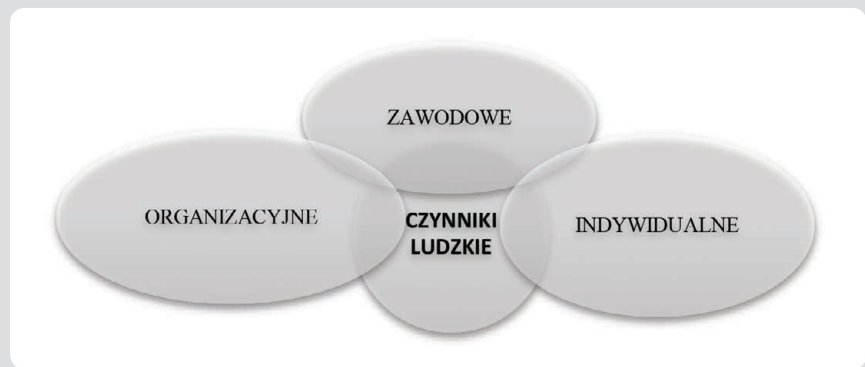 ZAWODOWE
ORGANIZACYJNE
CZYNNIKI
LUDZKIE
INDYWIDUALNE